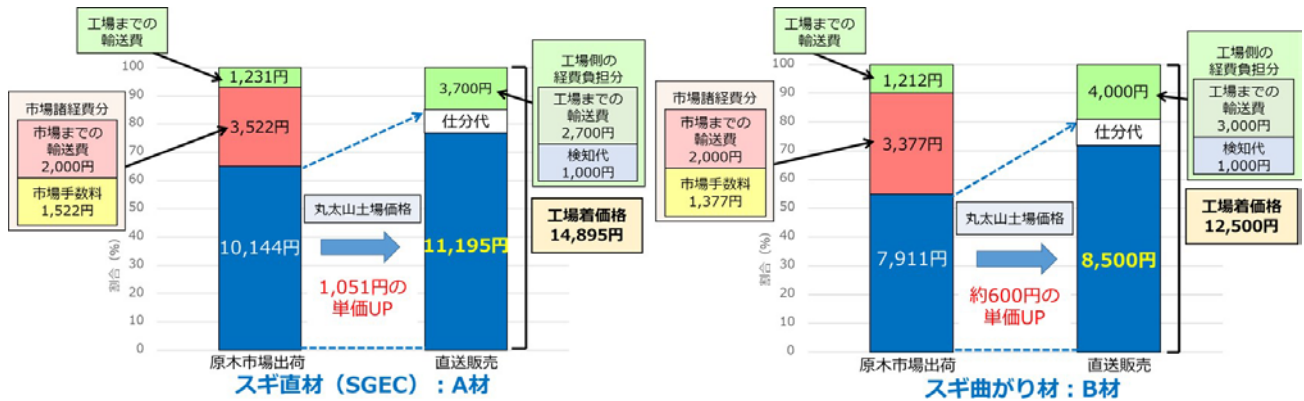 工場までの
輸送費
市場諸経費分
市場までの
輸送費
2,000円
市場手数料
1,522円
割合（%）
100
90
80
70
60
50
40
30
20
10
0
1,231円
3,522円
10,144円
丸太山土場価格
1,051円の
単価UP
3,700円
仕分代
11,195円
工場側の
経費負担分
工場までの
輸送費
2,700円
検知代
1,000円
工場着価格
14,895円
原木市場出荷
直送販売
スギ直材（SGEC）：A材
工場までの
輸送費
市場諸経費分
市場までの
輸送費
2,000円
市場手数料
1,377円
割合（%）
100
90
80
70
60
50
40
30
20
10
0
1,212円
3,377円
7,911円
丸太山土場価格
約600円の
単価UP
4,000円
仕分代
8,500円
工場側の
経費負担分
工場までの
輸送費
3,000円
検知代
1,000円
工場着価格
12,500円
原木市場出荷
直送販売
スギ曲がり材：B材